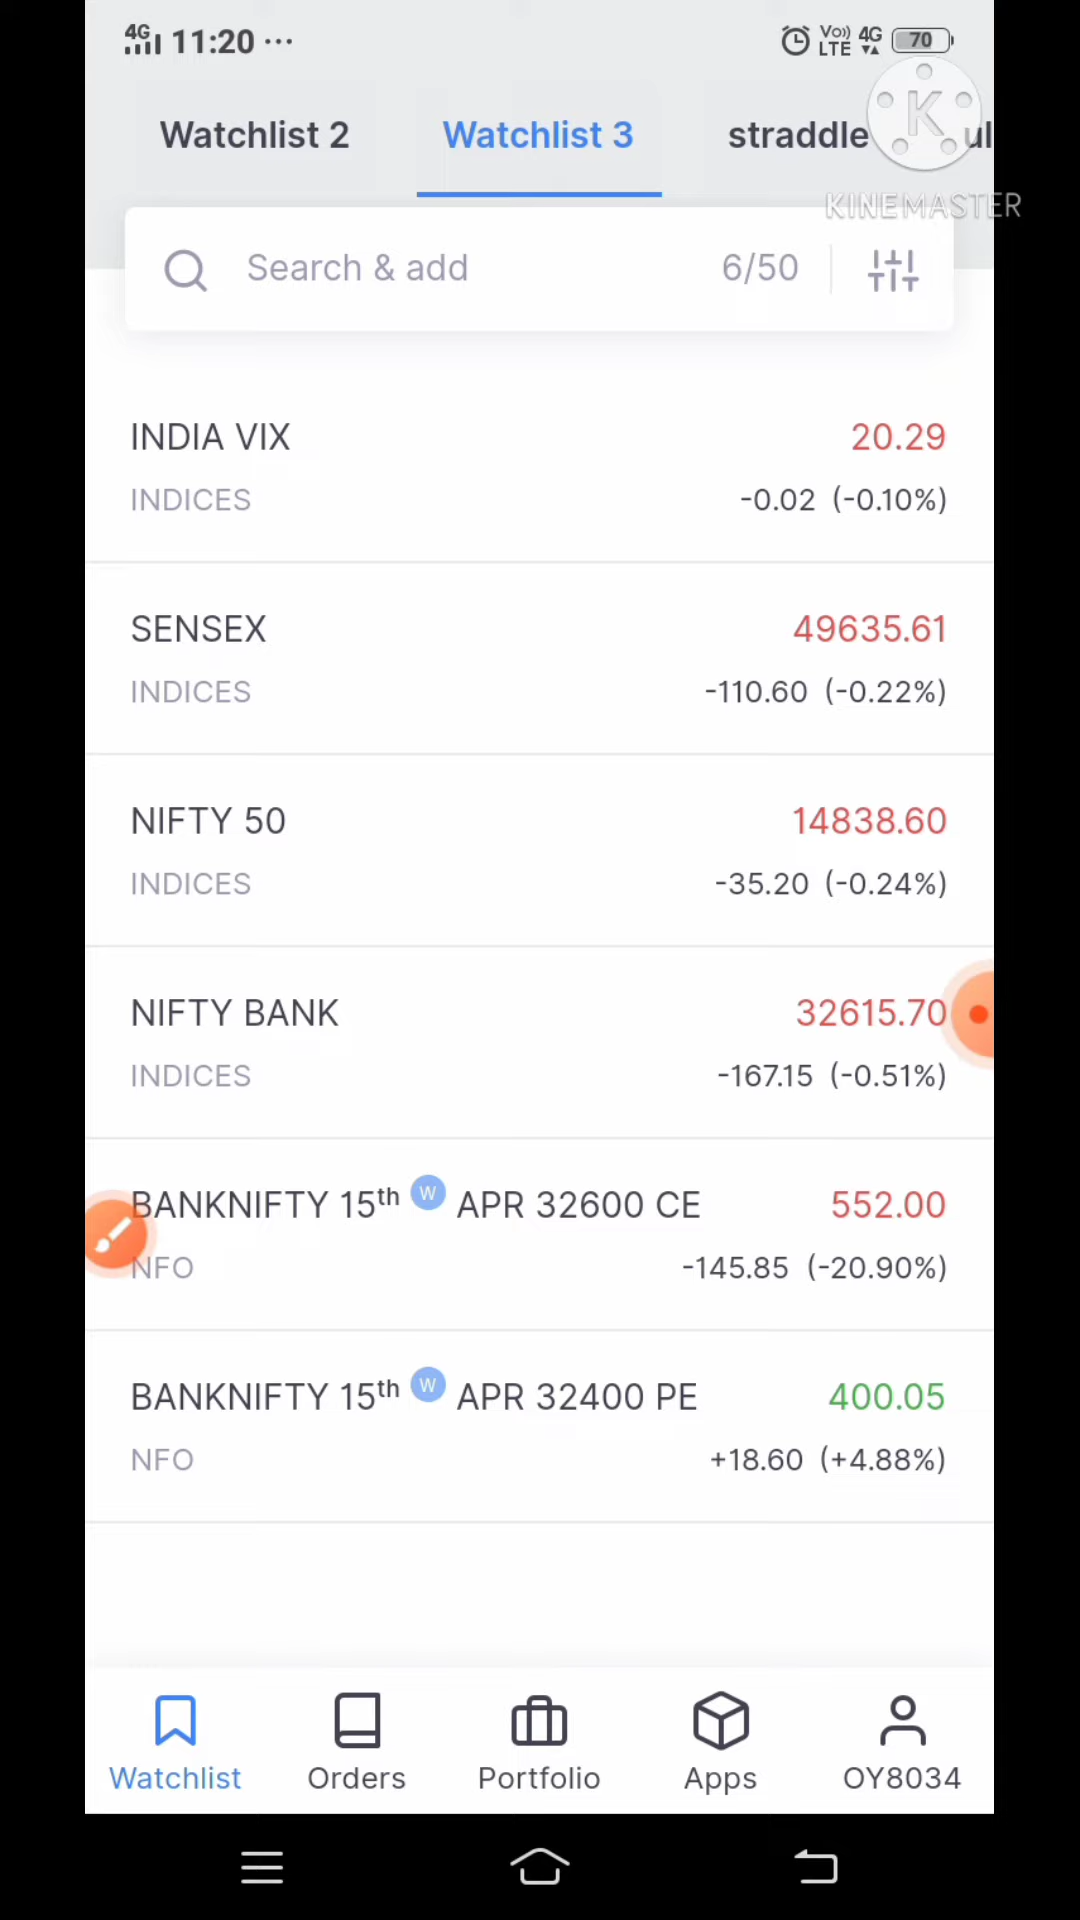 4G 11:20 ... Vo)) LTE 4G 70
Watchlist 2 Watchlist 3 straddle
K
KINEMASTER
Search & add 6/50
INDIA VIX 20.29
INDICES -0.02 (-0.10%)
SENSEX 49635.61
INDICES -110.60 (-0.22%)
NIFTY 50 14838.60
INDICES -35.20 (-0.24%)
NIFTY BANK 32615.70
INDICES -167.15 (-0.51%)
BANKNIFTY 15th W APR 32600 CE 552.00
NFO -145.85 (-20.90%)
BANKNIFTY 15th W APR 32400 PE 400.05
NFO +18.60 (+4.88%)
Watchlist Orders Portfolio Apps OY8034